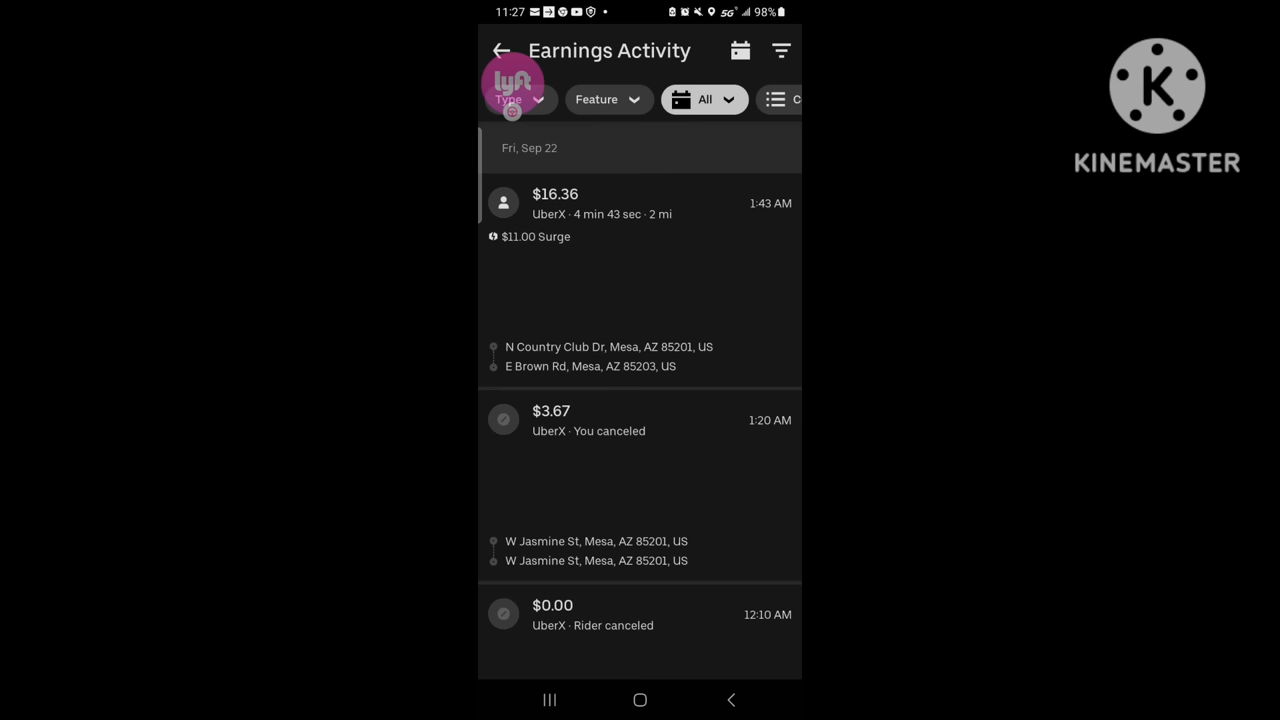 11:27
5G
98%
Earnings Activity
lyft
Type
Feature
All
C
Fri, Sep 22
$16.36
1:43 AM
UberX · 4 min 43 sec · 2 mi
$11.00 Surge
N Country Club Dr, Mesa, AZ 85201, US
E Brown Rd, Mesa, AZ 85203, US
$3.67
1:20 AM
UberX · You canceled
W Jasmine St, Mesa, AZ 85201, US
W Jasmine St, Mesa, AZ 85201, US
$0.00
12:10 AM
UberX · Rider canceled
K
KINEMASTER